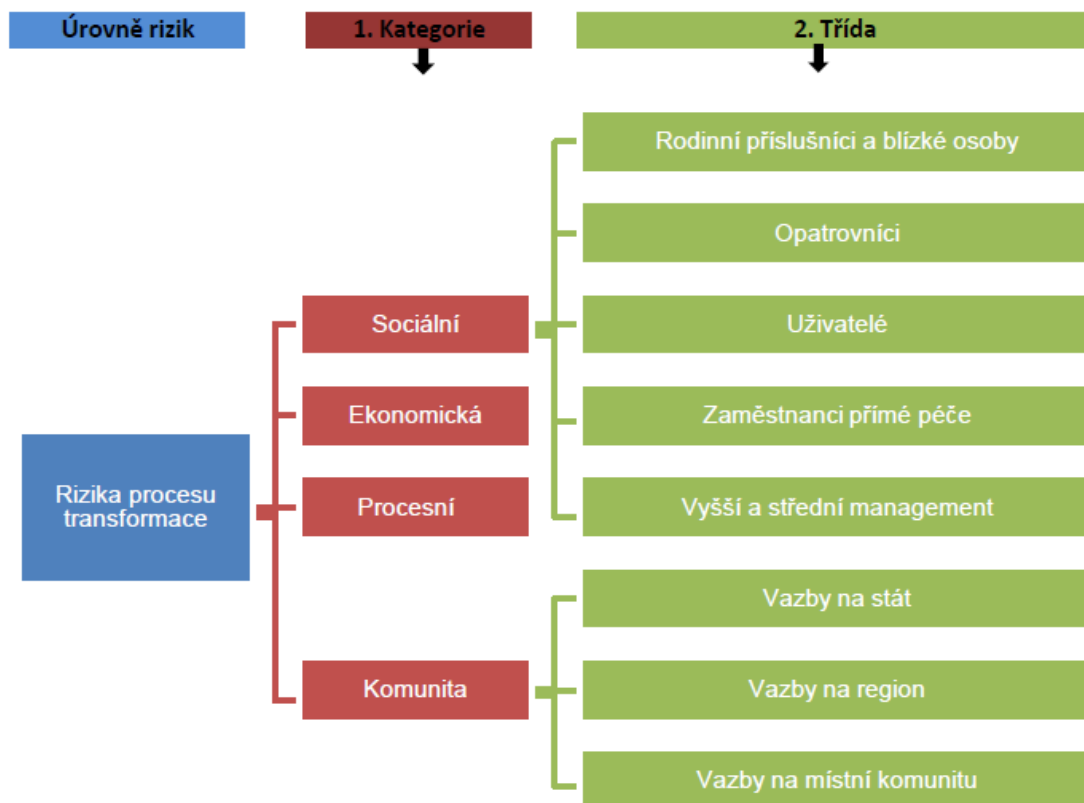 Úrovně rizik
1. Kategorie
2. Třída
Rodinní příslušníci a blízké osoby
Opatrovníci
Sociální
Uživatelé
Ekonomická
Zaměstnanci přímé péče
Rizika procesu
transformace
Procesní
Vyšší a střední management
Vazby na stát
Komunita
Vazby na region
Vazby na místní komunitu